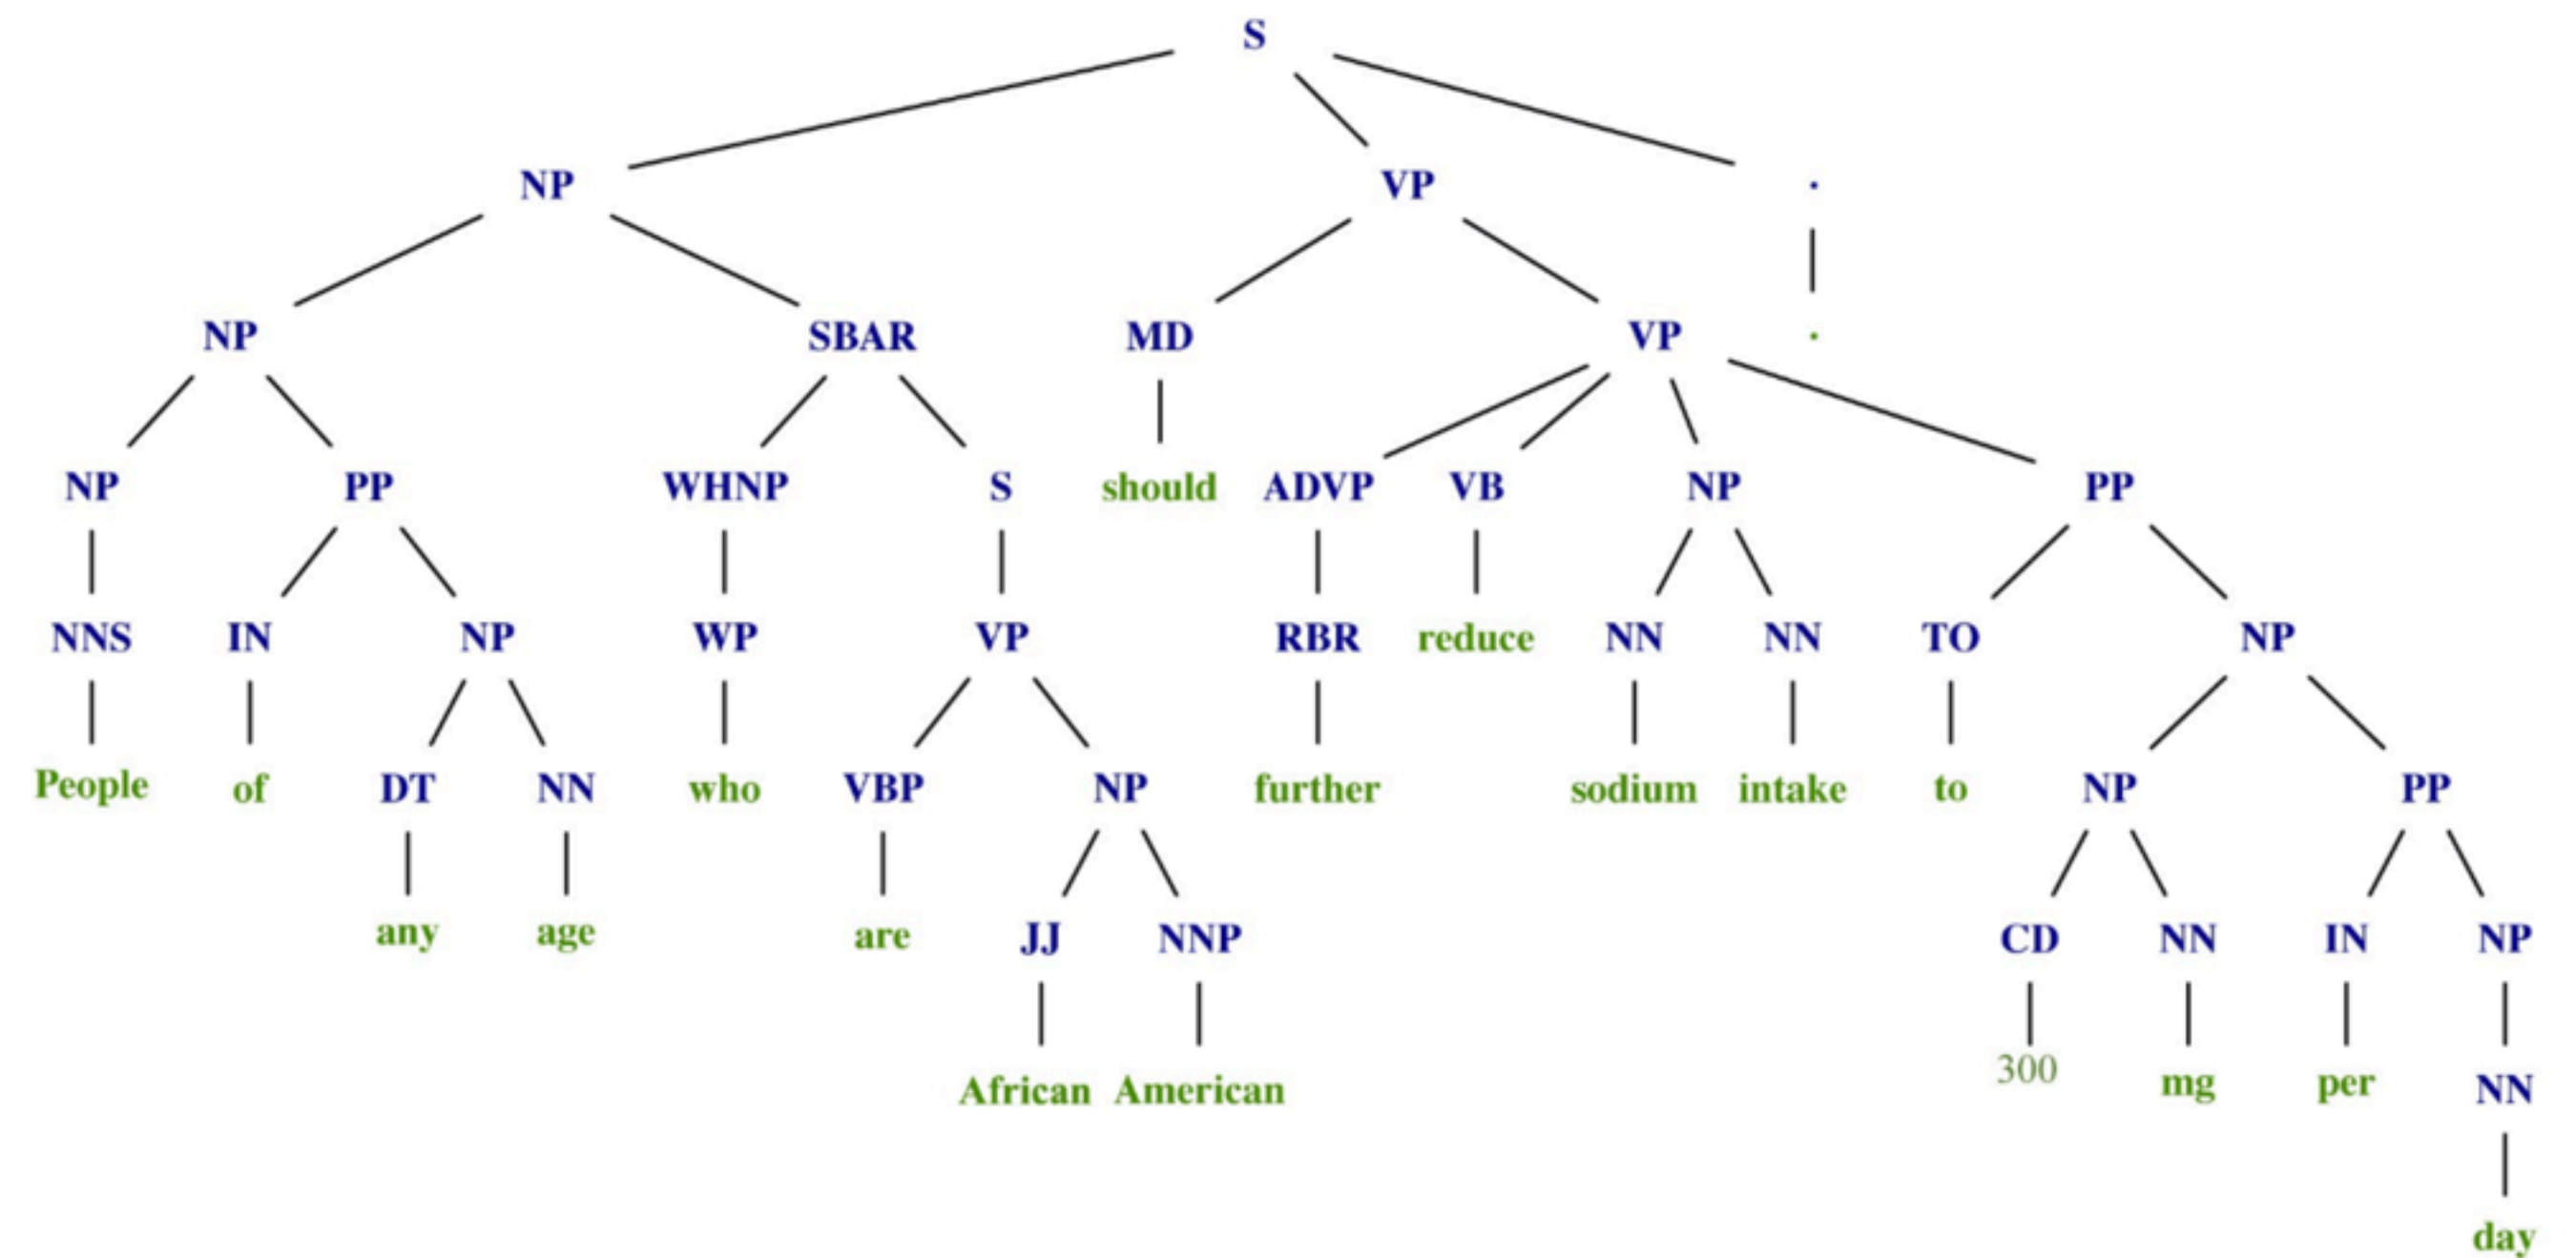 S
NP VP .
NP SBAR MD VP .
NP PP WHNP S should ADVP VB NP PP
NNS IN NP WP VP RBR reduce NN NN TO NP
People of DT NN who VBP NP further sodium intake to NP PP
any age are JJ NNP CD NN IN NP
African American 300 mg per NN
day